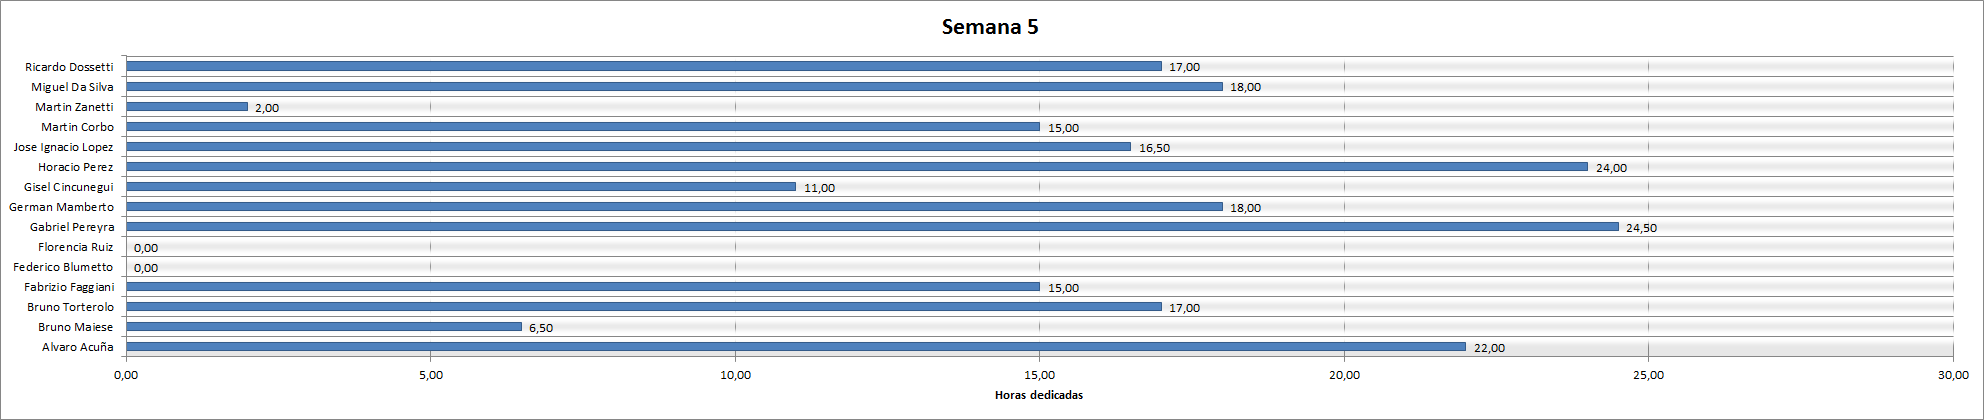 Semana 5
Ricardo Dossetti 17,00
Miguel Da Silva 18,00
Martin Zanetti 2,00
Martin Corbo 15,00
Jose Ignacio Lopez 16,50
Horacio Perez 24,00
Gisel Cincunegui 11,00
German Mamberto 18,00
Gabriel Pereyra 24,50
Florencia Ruiz 0,00
Federico Blumetto 0,00
Fabrizio Faggiani 15,00
Bruno Torterolo 17,00
Bruno Maiese 6,50
Alvaro Acuña 22,00
0,00 5,00 10,00 15,00 20,00 25,00 30,00
Horas dedicadas